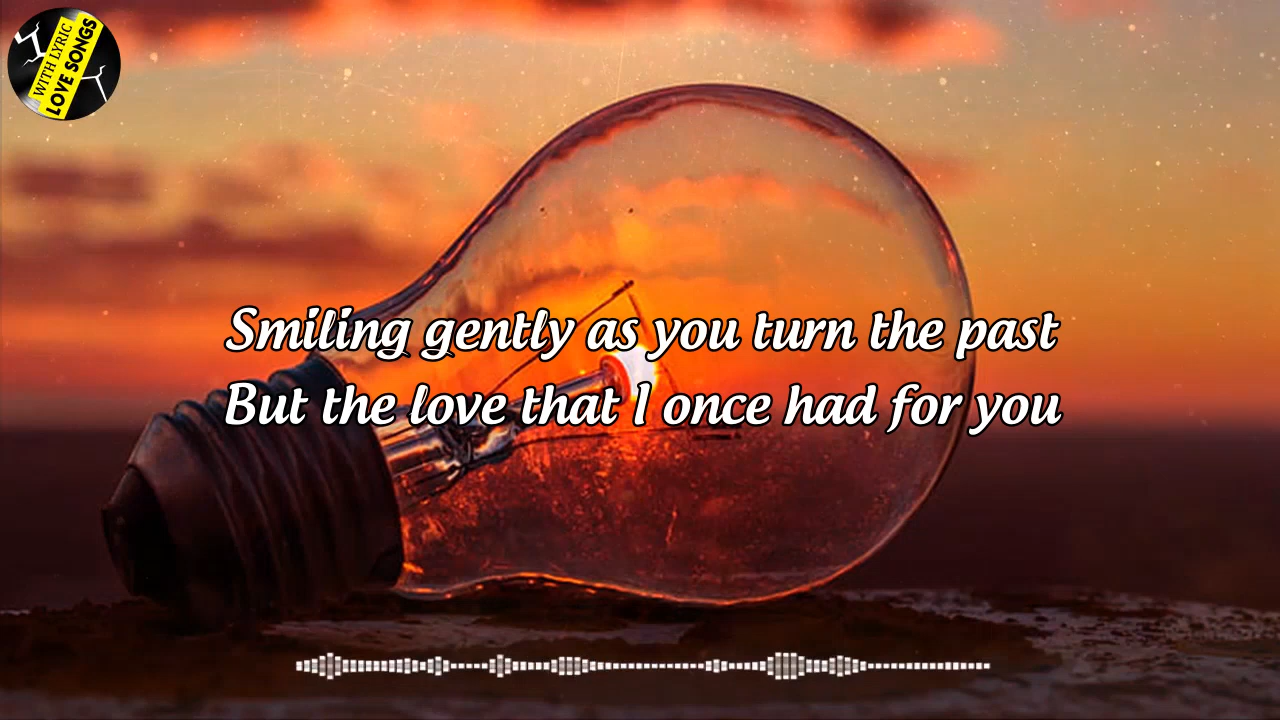 WITH LYRIC
LOVE SONGS
Smiling gently as you turn the past
But the love that I once had for you